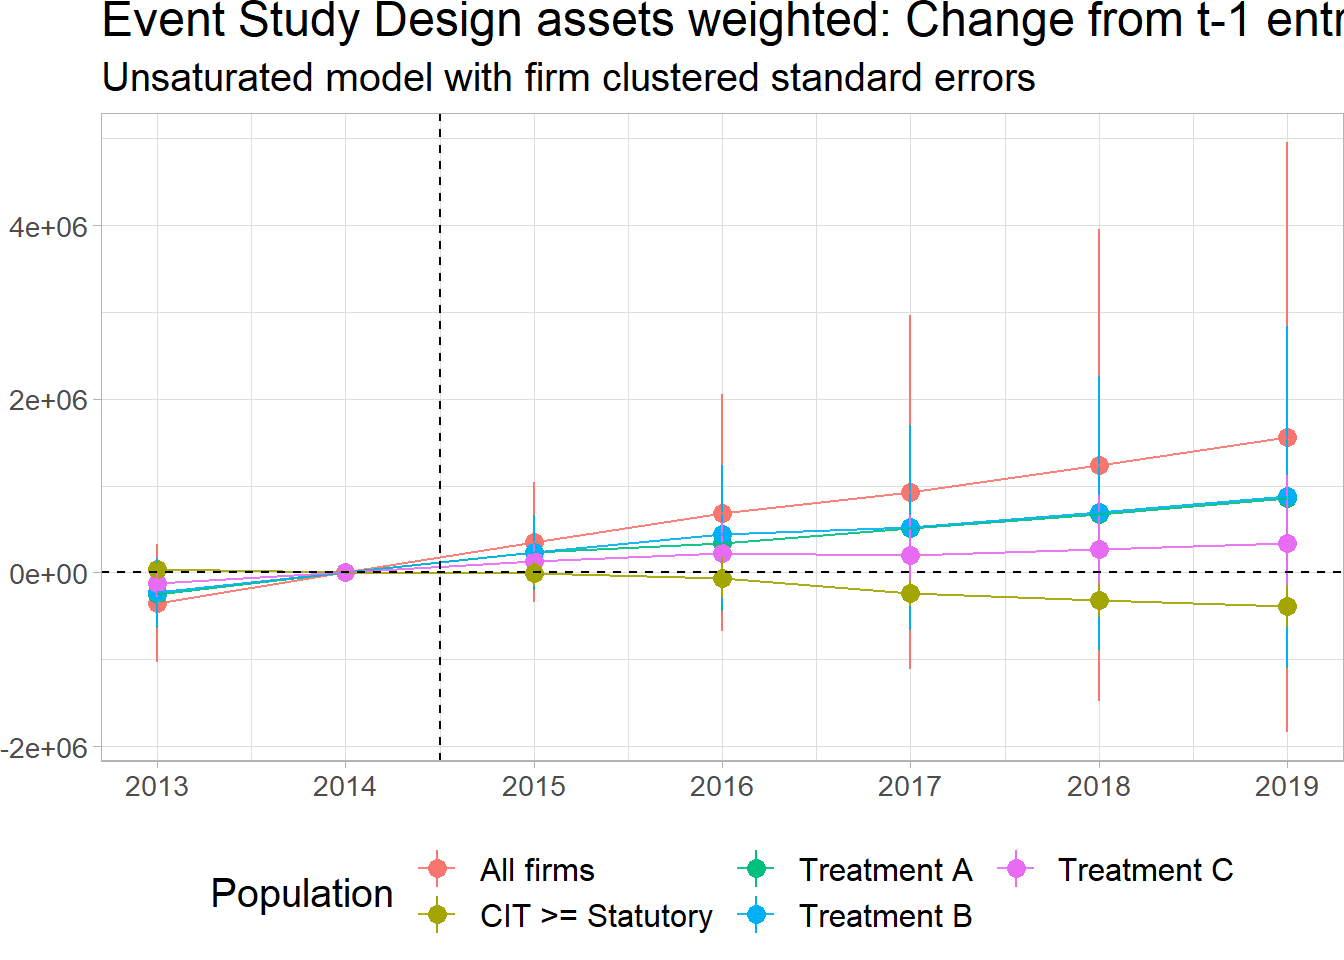 Event Study Design assets weighted: Change from t-1 entr
Unsaturated model with firm clustered standard errors
4e+06
2e+06
0e+00
-2e+06
2013 2014 2015 2016 2017 2018 2019
Population
All firms Treatment A Treatment C
CIT >= Statutory Treatment B